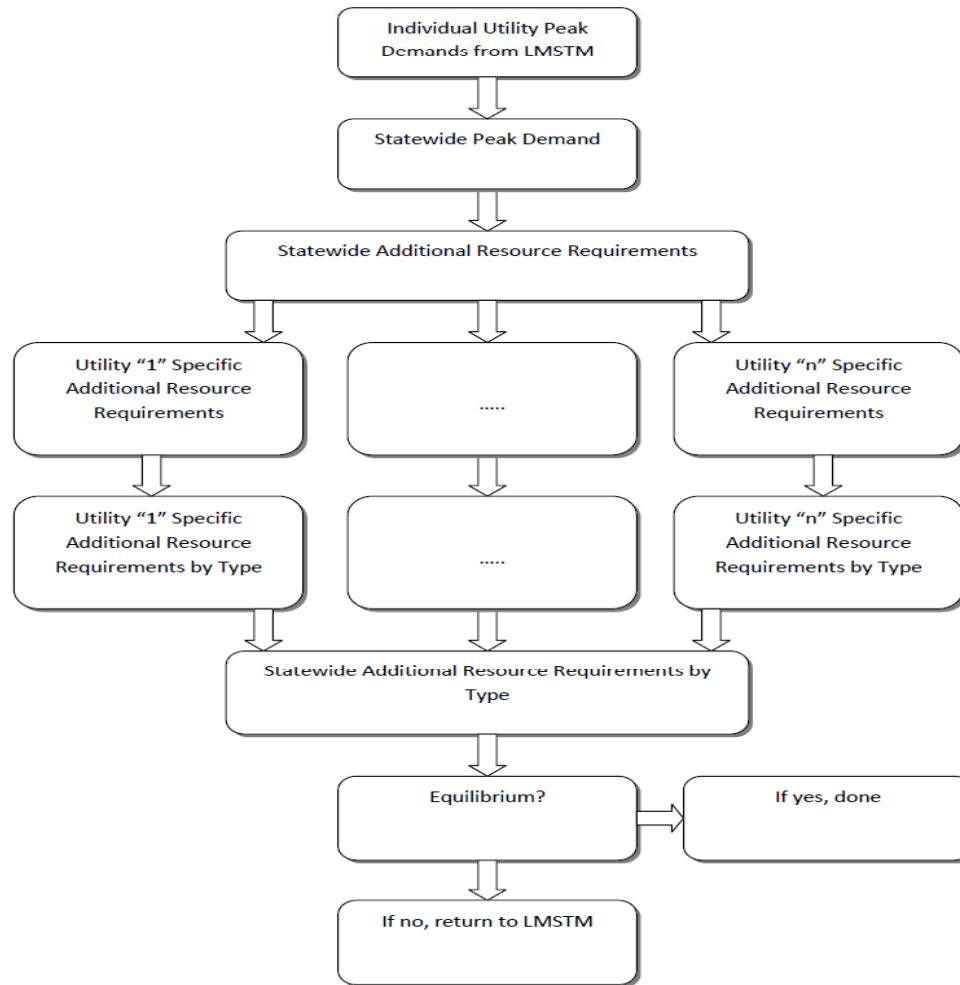 Individual Utility Peak
Demands from LMSTM
Statewide Peak Demand
Statewide Additional Resource Requirements
Utility “1” Specific
Additional Resource
Requirements
.....
Utility “n” Specific
Additional Resource
Requirements
Utility “1” Specific
Additional Resource
Requirements by Type
.....
Utility “n” Specific
Additional Resource
Requirements by Type
Statewide Additional Resource Requirements by
Type
Equilibrium?
If yes, done
If no, return to LMSTM